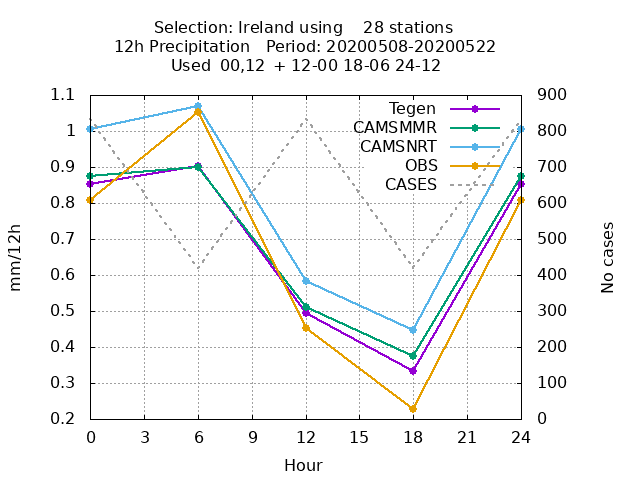 Selection: Ireland using    28 stations
12h Precipitation   Period: 20200508-20200522
Used  00,12  + 12-00 18-06 24-12
1.1
1
0.9
0.8
0.7
0.6
0.5
0.4
0.3
0.2
mm/12h
Tegen
CAMSMMR
CAMSNRT
OBS
CASES
900
800
700
600
500
400
300
200
100
0
No cases
0 3 6 9 12 15 18 21 24
Hour